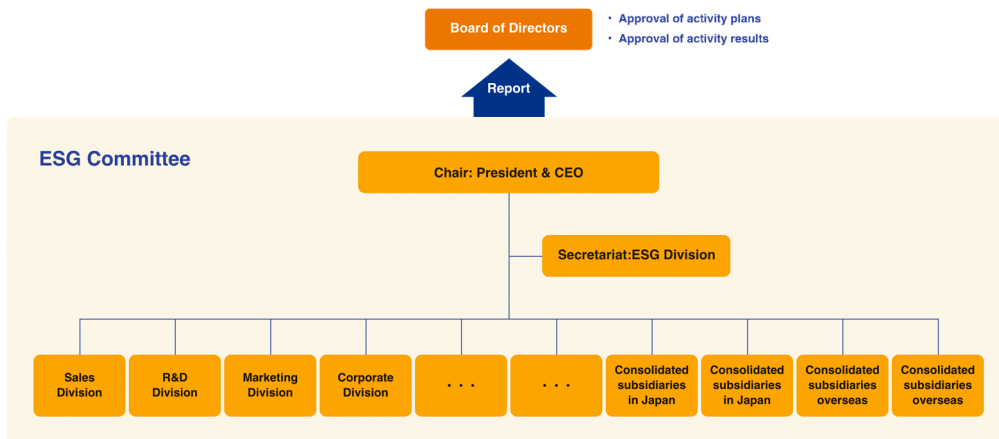 Board of Directors
・ Approval of activity plans
・ Approval of activity results
Report
ESG Committee
Chair: President & CEO
Secretariat:ESG Division
Sales
Division
R&D
Division
Marketing
Division
Corporate
Division
・・・
・・・
Consolidated
subsidiaries
in Japan
Consolidated
subsidiaries
in Japan
Consolidated
subsidiaries
overseas
Consolidated
subsidiaries
overseas